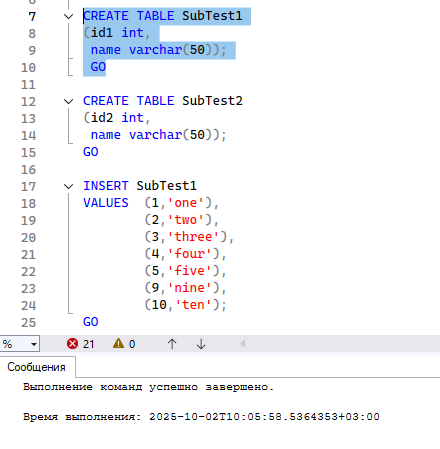 7 CREATE TABLE SubTest1
8 (id1 int,
9 name varchar(50));
10 GO
11
12 CREATE TABLE SubTest2
13 (id2 int,
14 name varchar(50));
15 GO
16
17 INSERT SubTest1
18 VALUES (1,'one'),
19 (2,'two'),
20 (3,'three'),
21 (4,'four'),
22 (5,'five'),
23 (9,'nine'),
24 (10,'ten');
25 GO
% 21 0
Сообщения
Выполнение команд успешно завершено.
Время выполнения: 2025-10-02T10:05:58.5364353+03:00